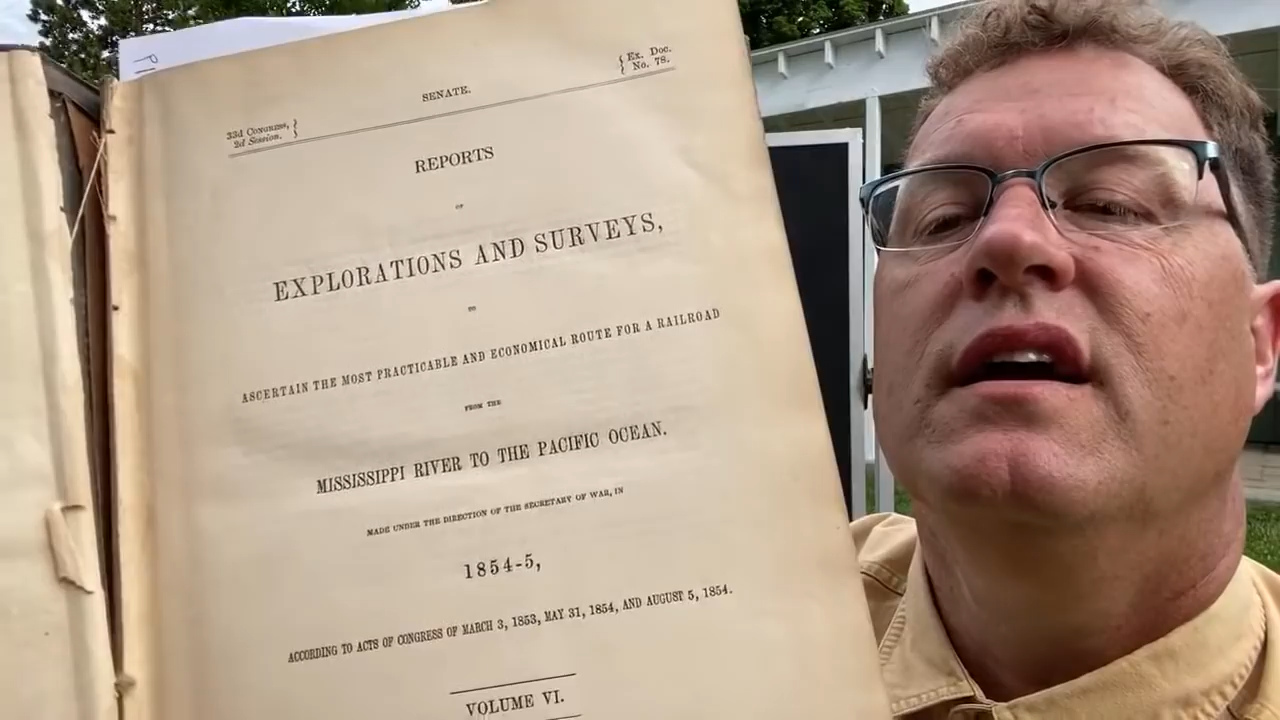 SENATE.
{ Ex. Doc.
{ No. 78.
33d Congress, }
2d Session. }
REPORTS
OF
EXPLORATIONS AND SURVEYS,
TO
ASCERTAIN THE MOST PRACTICABLE AND ECONOMICAL ROUTE FOR A RAILROAD
FROM THE
MISSISSIPPI RIVER TO THE PACIFIC OCEAN.
MADE UNDER THE DIRECTION OF THE SECRETARY OF WAR, IN
1854-5,
ACCORDING TO ACTS OF CONGRESS OF MARCH 3, 1853, MAY 31, 1854, AND AUGUST 5, 1854.
VOLUME VI.